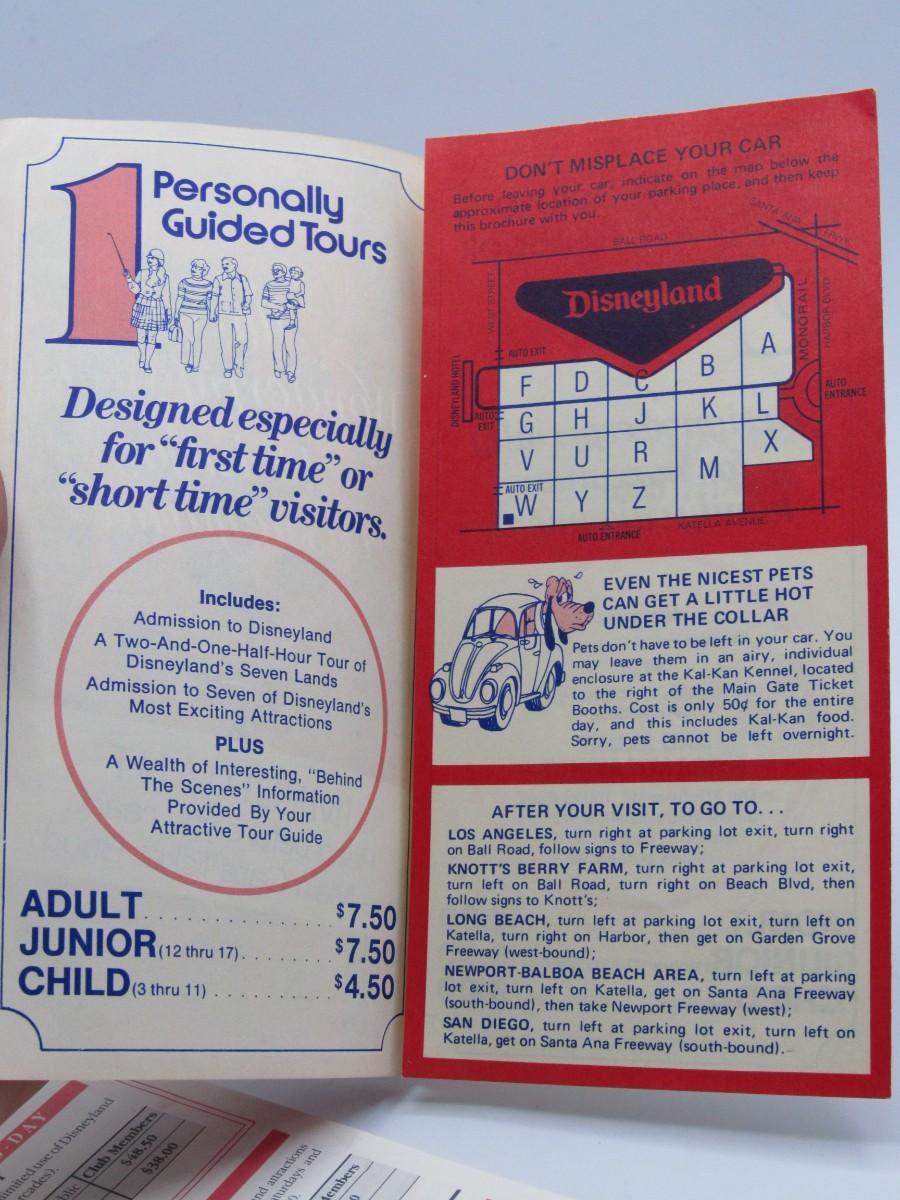 1 Personally
Guided Tours
Designed especially
for "first time" or
"short time" visitors.
Includes:
Admission to Disneyland
A Two-And-One-Half-Hour Tour of
Disneyland's Seven Lands
Admission to Seven of Disneyland's
Most Exciting Attractions
PLUS
A Wealth of Interesting, "Behind
The Scenes" Information
Provided By Your
Attractive Tour Guide
ADULT . . . . . . . . . . . . . . $7.50
JUNIOR (12 thru 17) . . . . . . . $7.50
CHILD (3 thru 11) . . . . . . . . . $4.50
DON'T MISPLACE YOUR CAR
Before leaving your car, indicate on the map below the
approximate location of your parking place, and then keep
this brochure with you.
SANTA ANA FRWY.
BALL ROAD
WEST STREET
Disneyland
MONORAIL
HARBOR BLVD
AUTO EXIT
DISNEYLAND HOTEL
F D C B A
AUTO
ENTRANCE
AUTO
EXIT
G H J K L
V U R M X
AUTO EXIT
W Y Z
KATELLA AVENUE
AUTO ENTRANCE
EVEN THE NICEST PETS
CAN GET A LITTLE HOT
UNDER THE COLLAR
Pets don't have to be left in your car. You
may leave them in an airy, individual
enclosure at the Kal-Kan Kennel, located
to the right of the Main Gate Ticket
Booths. Cost is only 50¢ for the entire
day, and this includes Kal-Kan food.
Sorry, pets cannot be left overnight.
AFTER YOUR VISIT, TO GO TO. . .
LOS ANGELES, turn right at parking lot exit, turn right
on Ball Road, follow signs to Freeway;
KNOTT'S BERRY FARM, turn right at parking lot exit,
turn left on Ball Road, turn right on Beach Blvd, then
follow signs to Knott's;
LONG BEACH, turn left at parking lot exit, turn left on
Katella, turn right on Harbor, then get on Garden Grove
Freeway (west-bound);
NEWPORT-BALBOA BEACH AREA, turn left at parking
lot exit, turn left on Katella, get on Santa Ana Freeway
(south-bound), then take Newport Freeway (west);
SAN DIEGO, turn left at parking lot exit, turn left on
Katella, get on Santa Ana Freeway (south-bound).
-DAY
use of Disneyland
Club Members
$48.50
$38.00
attractions
and